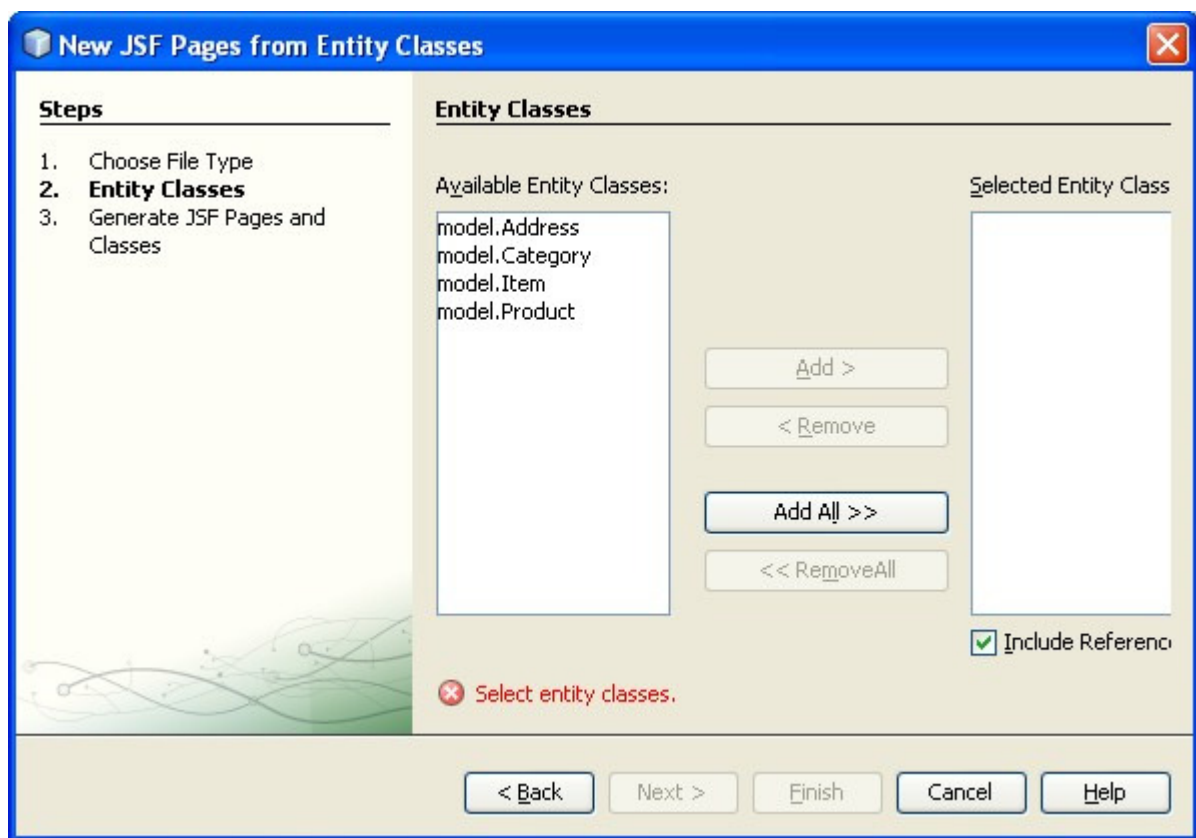 New JSF Pages from Entity Classes
Steps
1. Choose File Type
2. Entity Classes
3. Generate JSF Pages and
Classes
Entity Classes
Available Entity Classes:
model.Address
model.Category
model.Item
model.Product
Add >
< Remove
Add All >>
<< RemoveAll
Selected Entity Class
Include Referenc
Select entity classes.
< Back
Next >
Finish
Cancel
Help